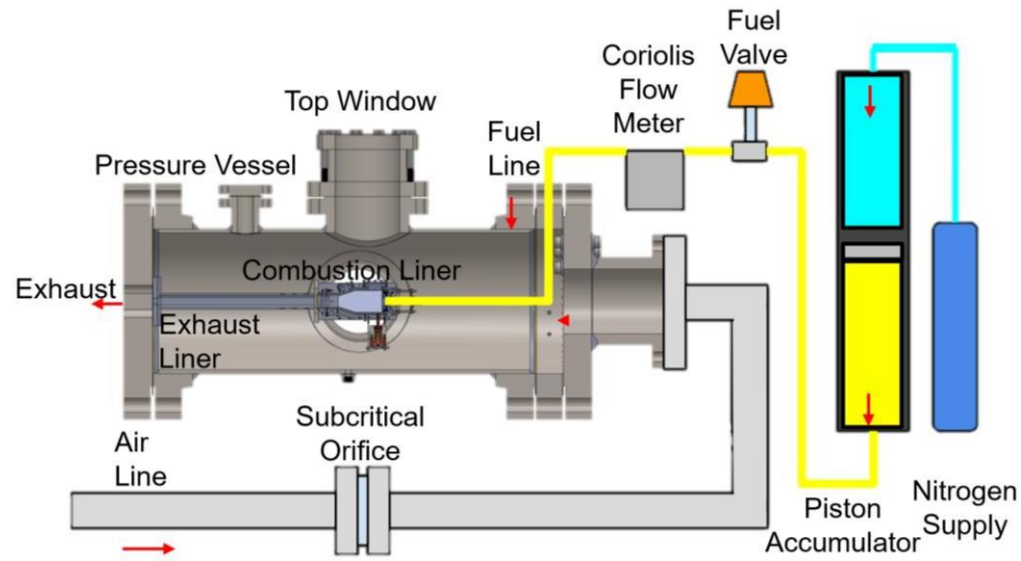 Fuel
Valve
Coriolis
Flow
Meter
Top Window
Fuel
Line
Pressure Vessel
Combustion Liner
Exhaust
Exhaust
Liner
Subcritical
Orifice
Air
Line
Piston
Accumulator
Nitrogen
Supply